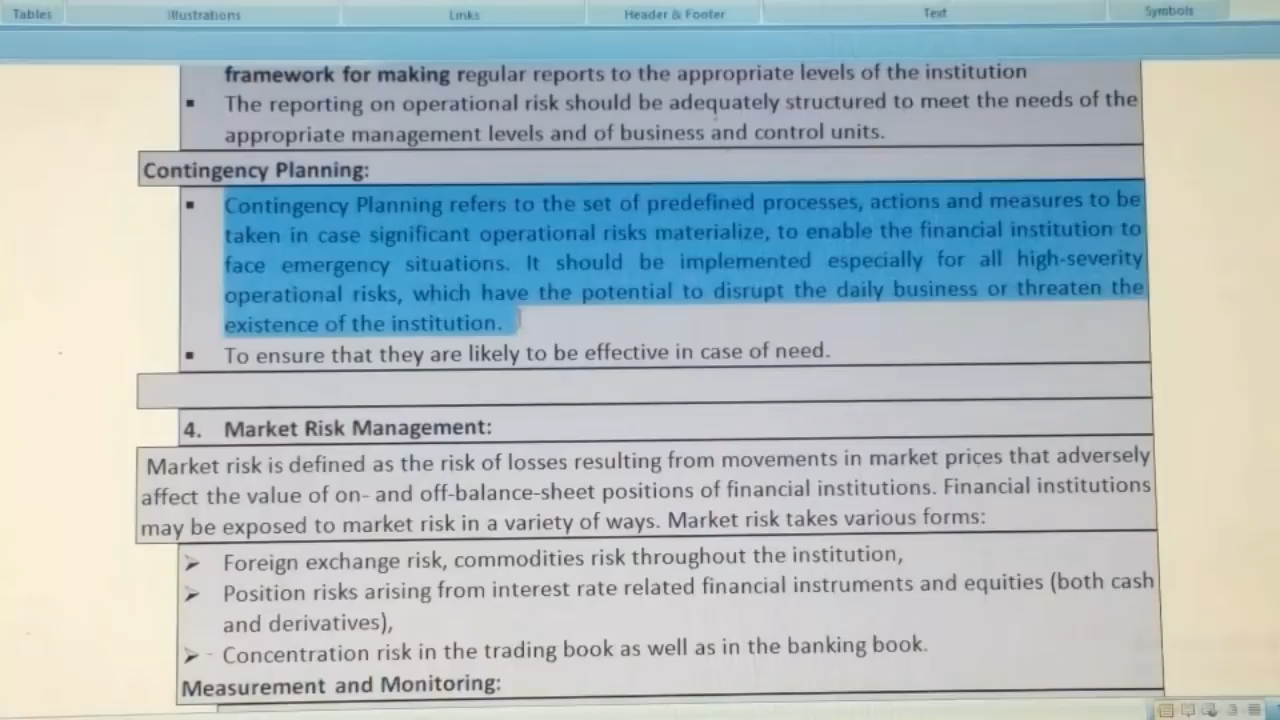 Tables Illustrations Links Header & Footer Text Symbols
framework for making regular reports to the appropriate levels of the institution
▪ The reporting on operational risk should be adequately structured to meet the needs of the
appropriate management levels and of business and control units.
Contingency Planning:
▪ Contingency Planning refers to the set of predefined processes, actions and measures to be
taken in case significant operational risks materialize, to enable the financial institution to
face emergency situations. It should be implemented especially for all high-severity
operational risks, which have the potential to disrupt the daily business or threaten the
existence of the institution.
▪ To ensure that they are likely to be effective in case of need.
4. Market Risk Management:
Market risk is defined as the risk of losses resulting from movements in market prices that adversely
affect the value of on- and off-balance-sheet positions of financial institutions. Financial institutions
may be exposed to market risk in a variety of ways. Market risk takes various forms:
➢ Foreign exchange risk, commodities risk throughout the institution,
➢ Position risks arising from interest rate related financial instruments and equities (both cash
and derivatives),
➢ Concentration risk in the trading book as well as in the banking book.
Measurement and Monitoring: